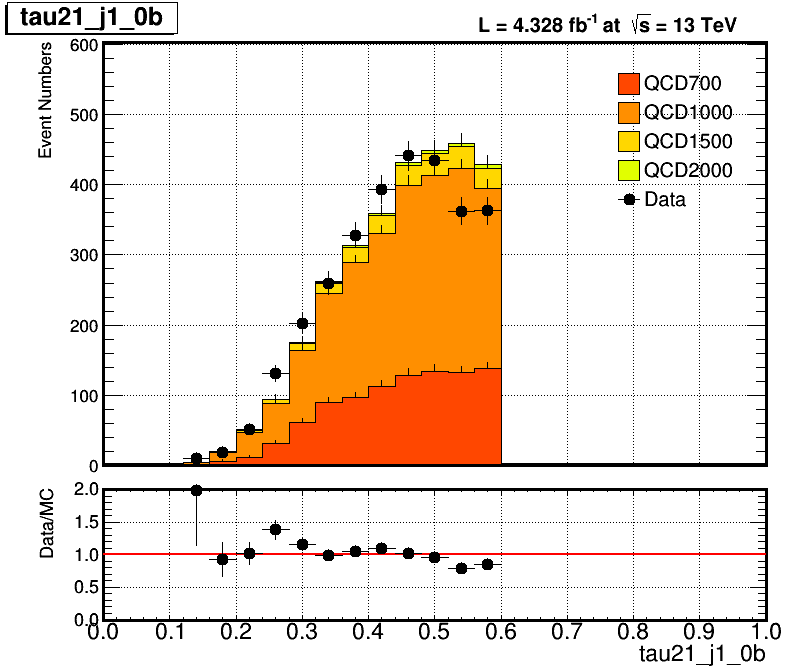 tau21_j1_0b
L = 4.328 fb⁻¹ at √s = 13 TeV
Event Numbers
600
500
400
300
200
100
0
QCD700
QCD1000
QCD1500
QCD2000
Data
Data/MC
2.0
1.5
1.0
0.5
0.0
0.0 0.1 0.2 0.3 0.4 0.5 0.6 0.7 0.8 0.9 1.0
tau21_j1_0b